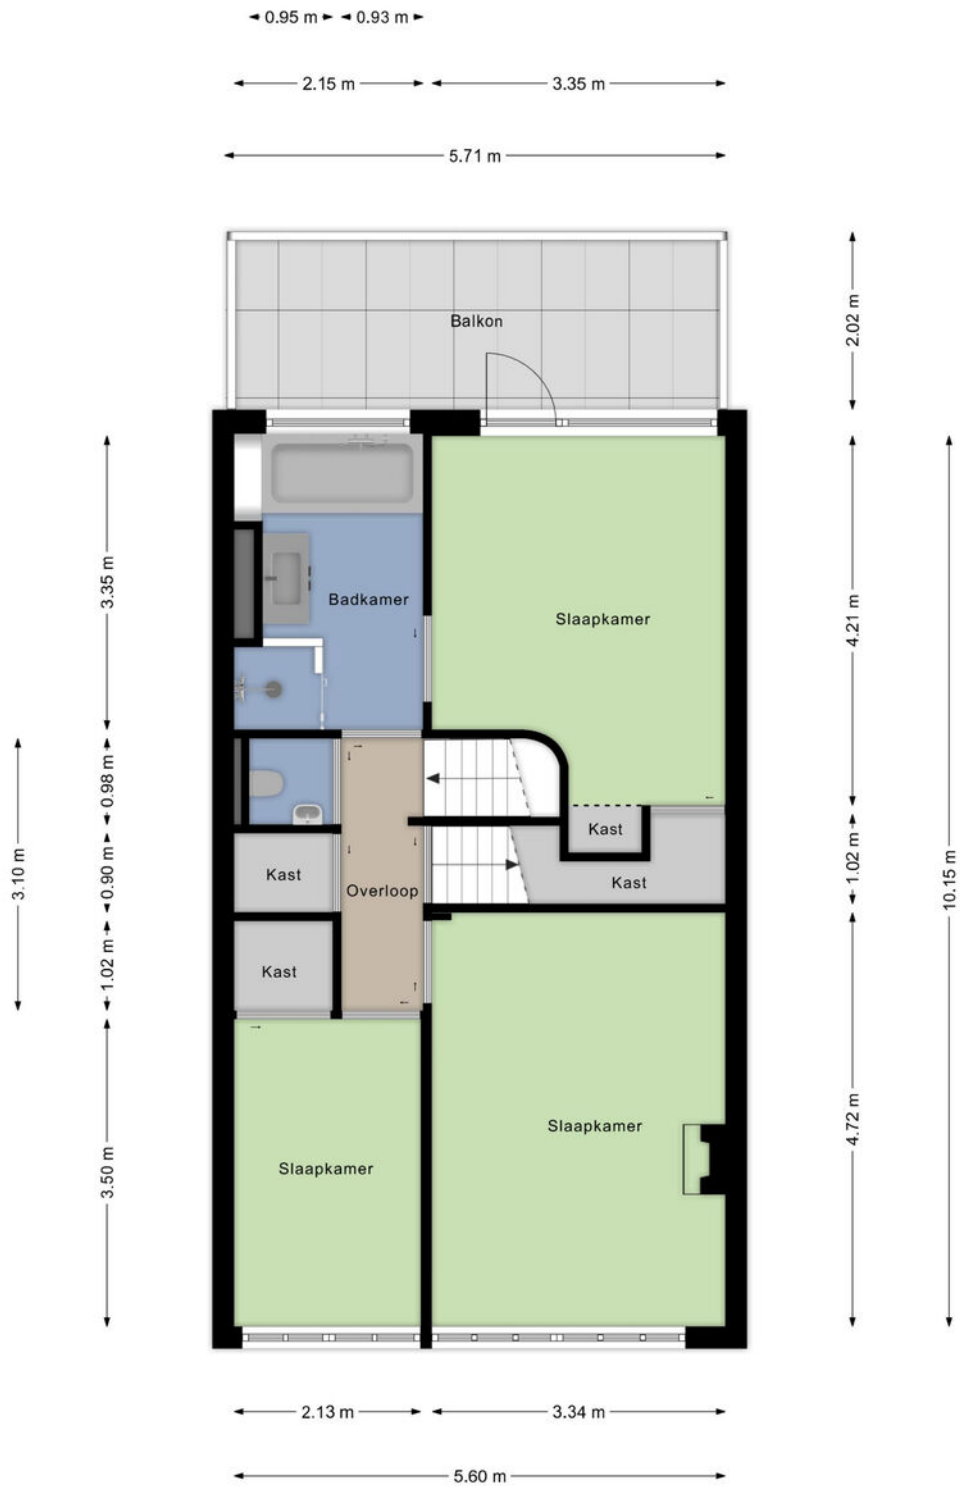 0.95 m
0.93 m
2.15 m
3.35 m
5.71 m
2.02 m
Balkon
3.35 m
Badkamer
Slaapkamer
4.21 m
0.98 m
Kast
1.02 m
3.10 m
0.90 m
Kast
Overloop
Kast
10.15 m
1.02 m
Kast
Slaapkamer
4.72 m
3.50 m
Slaapkamer
2.13 m
3.34 m
5.60 m